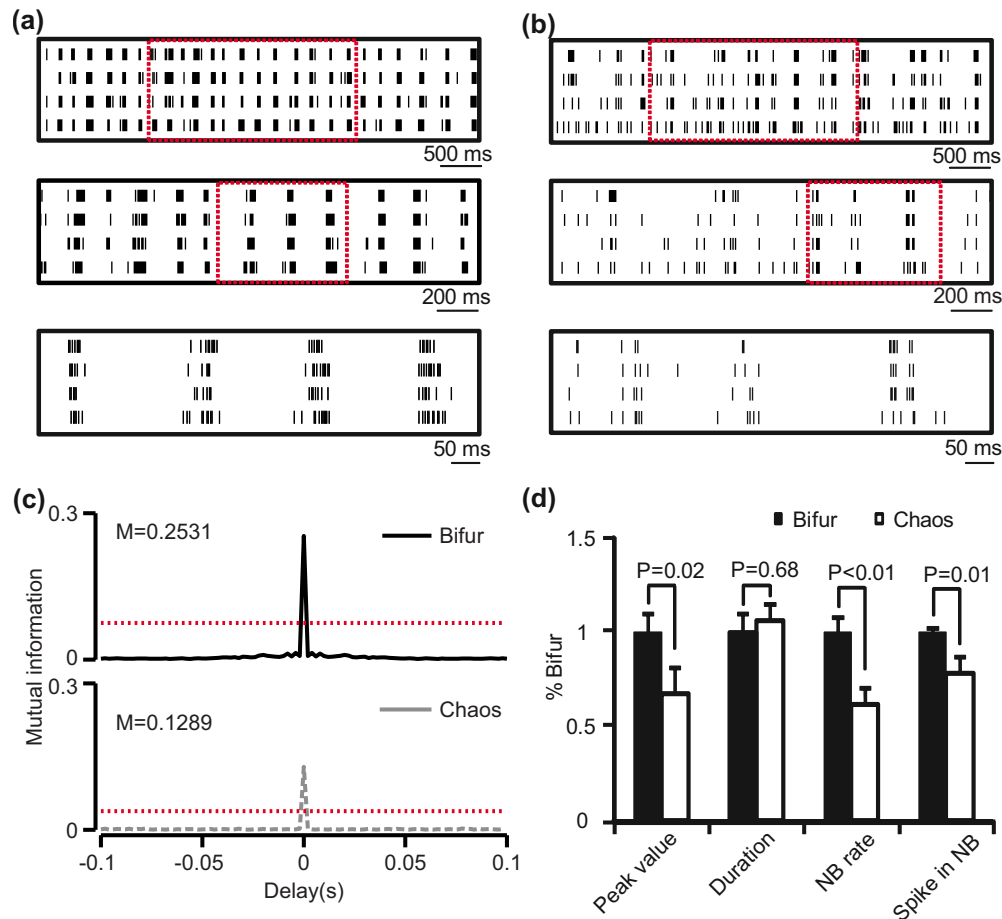 (a)
500 ms
200 ms
50 ms
(b)
500 ms
200 ms
50 ms
(c)
0.3
M=0.2531
Bifur
0
0.3
M=0.1289
Chaos
0
Mutual information
-0.1
-0.05
0
0.05
0.1
Delay(s)
(d)
Bifur
Chaos
1.5
P=0.02
P=0.68
P<0.01
P=0.01
1
0.5
0
% Bifur
Peak value
Duration
NB rate
Spike in NB